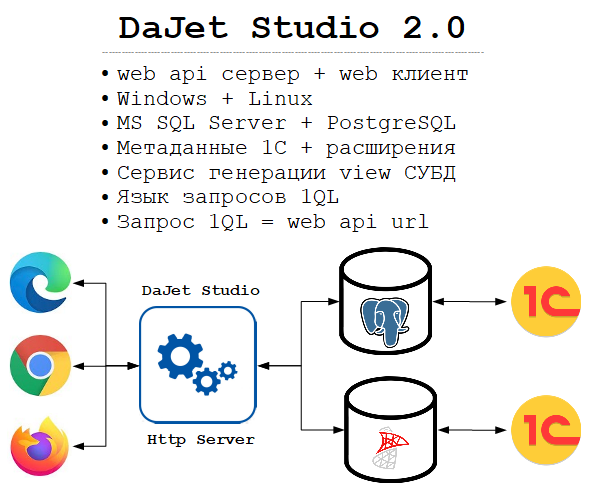 DaJet Studio 2.0
• web api сервер + web клиент
• Windows + Linux
• MS SQL Server + PostgreSQL
• Метаданные 1С + расширения
• Сервис генерации view СУБД
• Язык запросов 1QL
• Запрос 1QL = web api url
DaJet Studio
1С
Http Server
1С